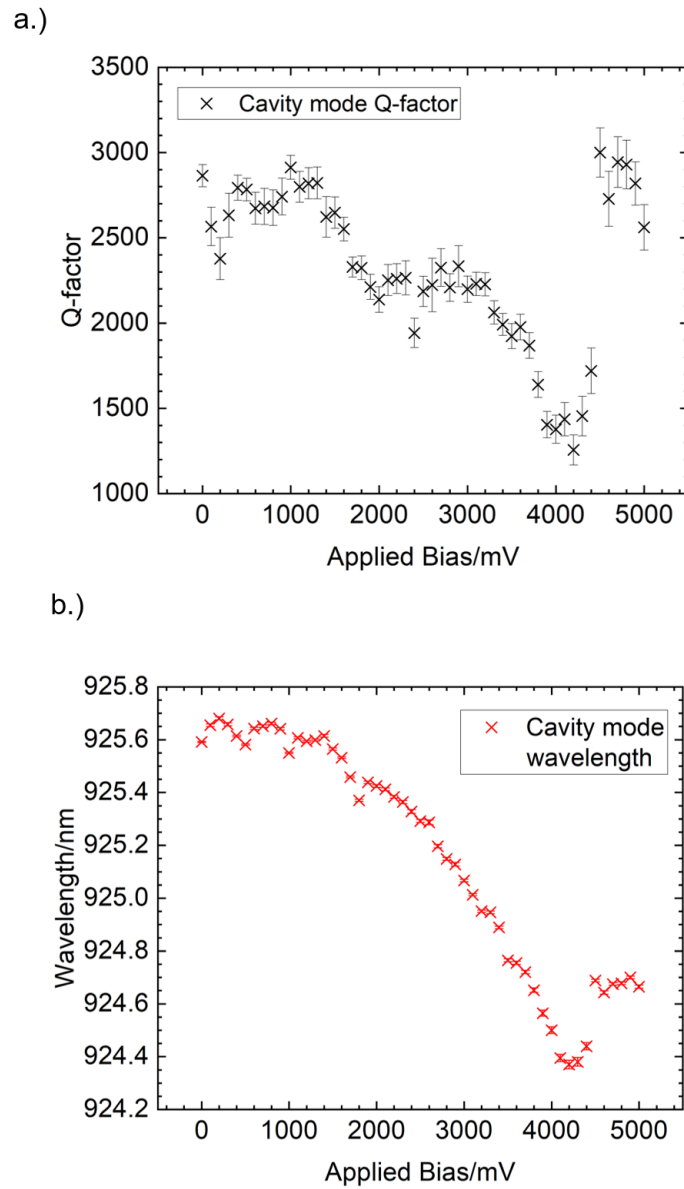 a.)
3500
3000
2500
2000
1500
1000
Q-factor
Cavity mode Q-factor
0 1000 2000 3000 4000 5000
Applied Bias/mV
b.)
925.8
925.6
925.4
925.2
925.0
924.8
924.6
924.4
924.2
Wavelength/nm
Cavity mode
wavelength
0 1000 2000 3000 4000 5000
Applied Bias/mV